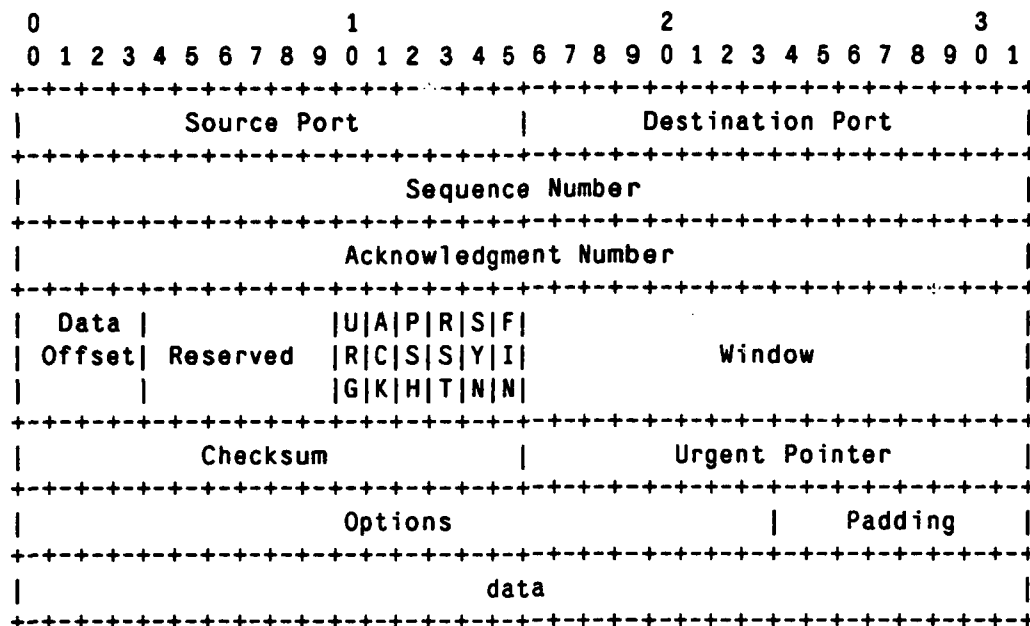 0                   1                   2                   3
0 1 2 3 4 5 6 7 8 9 0 1 2 3 4 5 6 7 8 9 0 1 2 3 4 5 6 7 8 9 0 1
+-+-+-+-+-+-+-+-+-+-+-+-+-+-+-+-+-+-+-+-+-+-+-+-+-+-+-+-+-+-+-+-+
|          Source Port          |       Destination Port        |
+-+-+-+-+-+-+-+-+-+-+-+-+-+-+-+-+-+-+-+-+-+-+-+-+-+-+-+-+-+-+-+-+
|                        Sequence Number                        |
+-+-+-+-+-+-+-+-+-+-+-+-+-+-+-+-+-+-+-+-+-+-+-+-+-+-+-+-+-+-+-+-+
|                    Acknowledgment Number                      |
+-+-+-+-+-+-+-+-+-+-+-+-+-+-+-+-+-+-+-+-+-+-+-+-+-+-+-+-+-+-+-+-+
|  Data |           |U|A|P|R|S|F|                               |
| Offset| Reserved  |R|C|S|S|Y|I|            Window             |
|       |           |G|K|H|T|N|N|                               |
+-+-+-+-+-+-+-+-+-+-+-+-+-+-+-+-+-+-+-+-+-+-+-+-+-+-+-+-+-+-+-+-+
|           Checksum            |         Urgent Pointer        |
+-+-+-+-+-+-+-+-+-+-+-+-+-+-+-+-+-+-+-+-+-+-+-+-+-+-+-+-+-+-+-+-+
|                    Options                    |    Padding    |
+-+-+-+-+-+-+-+-+-+-+-+-+-+-+-+-+-+-+-+-+-+-+-+-+-+-+-+-+-+-+-+-+
|                             data                              |
+-+-+-+-+-+-+-+-+-+-+-+-+-+-+-+-+-+-+-+-+-+-+-+-+-+-+-+-+-+-+-+-+